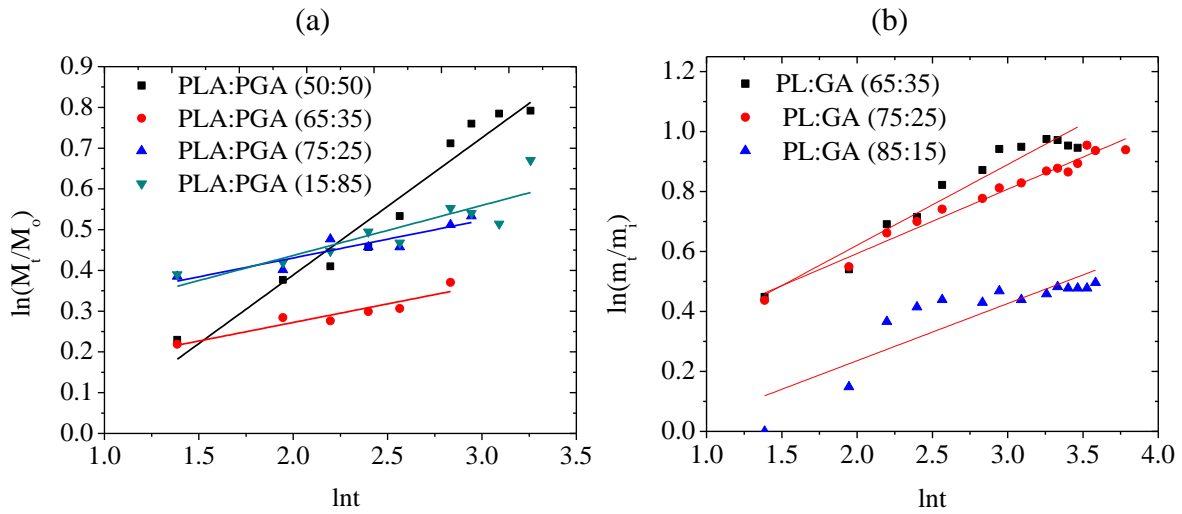 (a)
0.9
0.8
0.7
0.6
0.5
0.4
0.3
0.2
0.1
0.0
ln(Mt/Mo)
PLA:PGA (50:50)
PLA:PGA (65:35)
PLA:PGA (75:25)
PLA:PGA (15:85)
1.0 1.5 2.0 2.5 3.0 3.5
lnt
(b)
1.2
1.0
0.8
0.6
0.4
0.2
0.0
ln(mt/mi)
PL:GA (65:35)
PL:GA (75:25)
PL:GA (85:15)
1.0 1.5 2.0 2.5 3.0 3.5 4.0
lnt